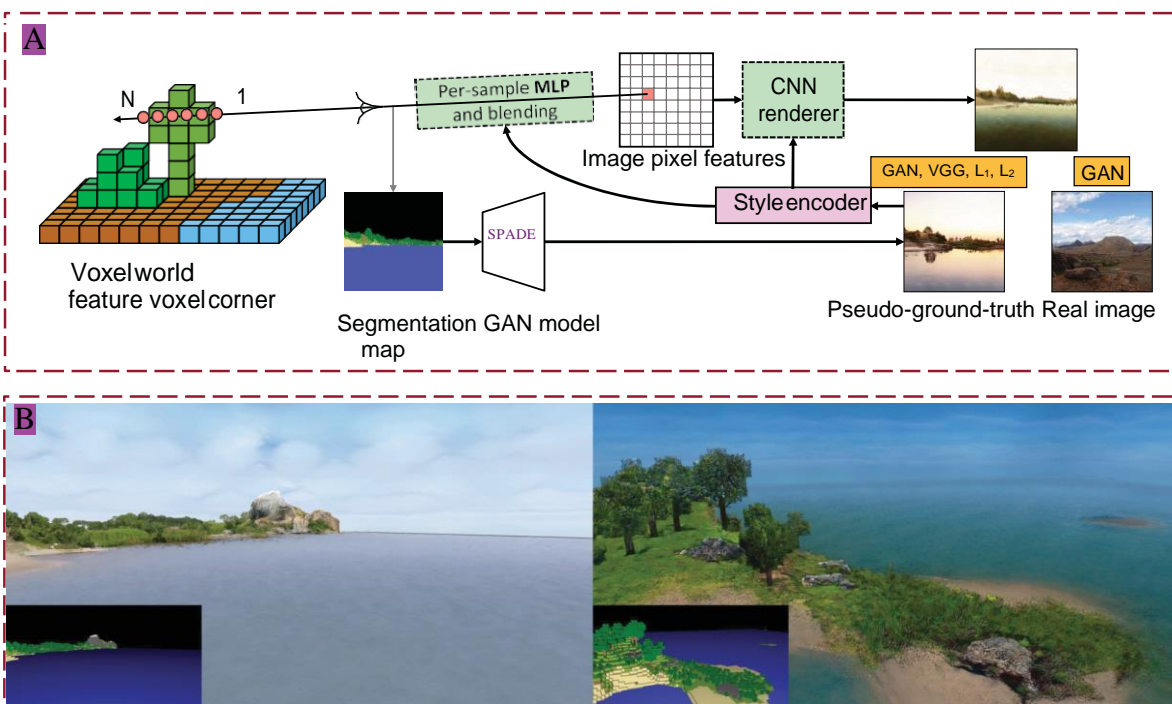 A
N
1
Per-sample MLP
and blending
CNN
renderer
Image pixel features
GAN, VGG, L₁, L₂
GAN
Style encoder
SPADE
Voxel world
feature voxel corner
Segmentation GAN model
map
Pseudo-ground-truth Real image
B